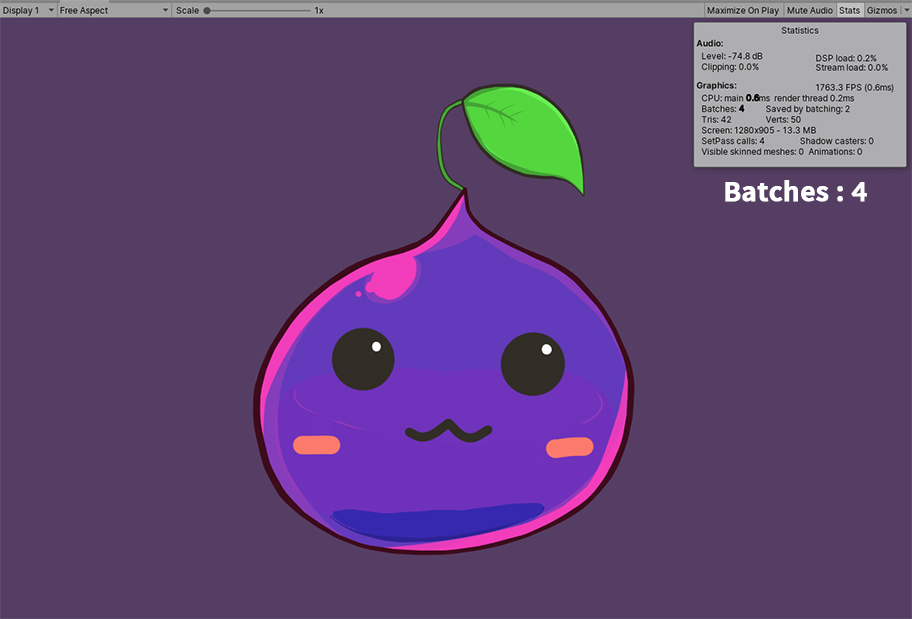 Display 1 Free Aspect Scale 1x Maximize On Play Mute Audio Stats Gizmos
Statistics
Audio:
Level: -74.8 dB DSP load: 0.2%
Clipping: 0.0% Stream load: 0.0%
Graphics: 1763.3 FPS (0.6ms)
CPU: main 0.6ms render thread 0.2ms
Batches: 4 Saved by batching: 2
Tris: 42 Verts: 50
Screen: 1280x905 - 13.3 MB
SetPass calls: 4 Shadow casters: 0
Visible skinned meshes: 0 Animations: 0
Batches : 4